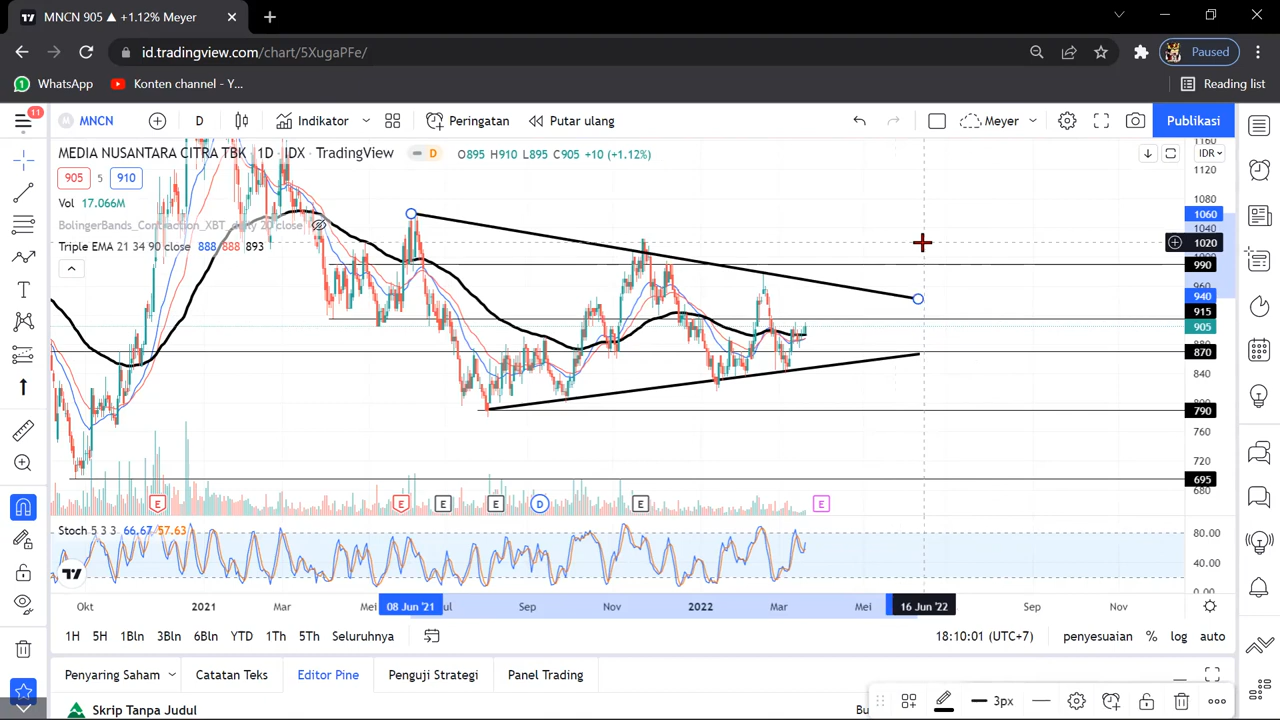 MNCN 905 ▲ +1.12% Meyer
id.tradingview.com/chart/5XugaPFe/
Paused
WhatsApp
Konten channel - Y...
Reading list
11
MNCN
D
Indikator
Peringatan
Putar ulang
Meyer
Publikasi
MEDIA NUSANTARA CITRA TBK 1D IDX TradingView
D
O895 H910 L895 C905 +10 (+1.12%)
IDR
905
5
910
Vol 17.066M
BolingerBands_Contraction_XBT_daily 20 close
Triple EMA 21 34 90 close 888 888 893
1160
1120
1080
1060
1040
1020
990
960
940
915
905
870
840
790
760
720
695
680
E
E
E
E
D
E
E
Stoch 5 3 3 66.67 57.63
80.00
40.00
0.00
Okt
2021
Mar
Mei
08 Jun '21
Jul
Sep
Nov
2022
Mar
Mei
16 Jun '22
Sep
Nov
1H
5H
1Bln
3Bln
6Bln
YTD
1Th
5Th
Seluruhnya
18:10:01 (UTC+7)
penyesuaian
%
log
auto
Penyaring Saham
Catatan Teks
Editor Pine
Penguji Strategi
Panel Trading
Skrip Tanpa Judul
3px